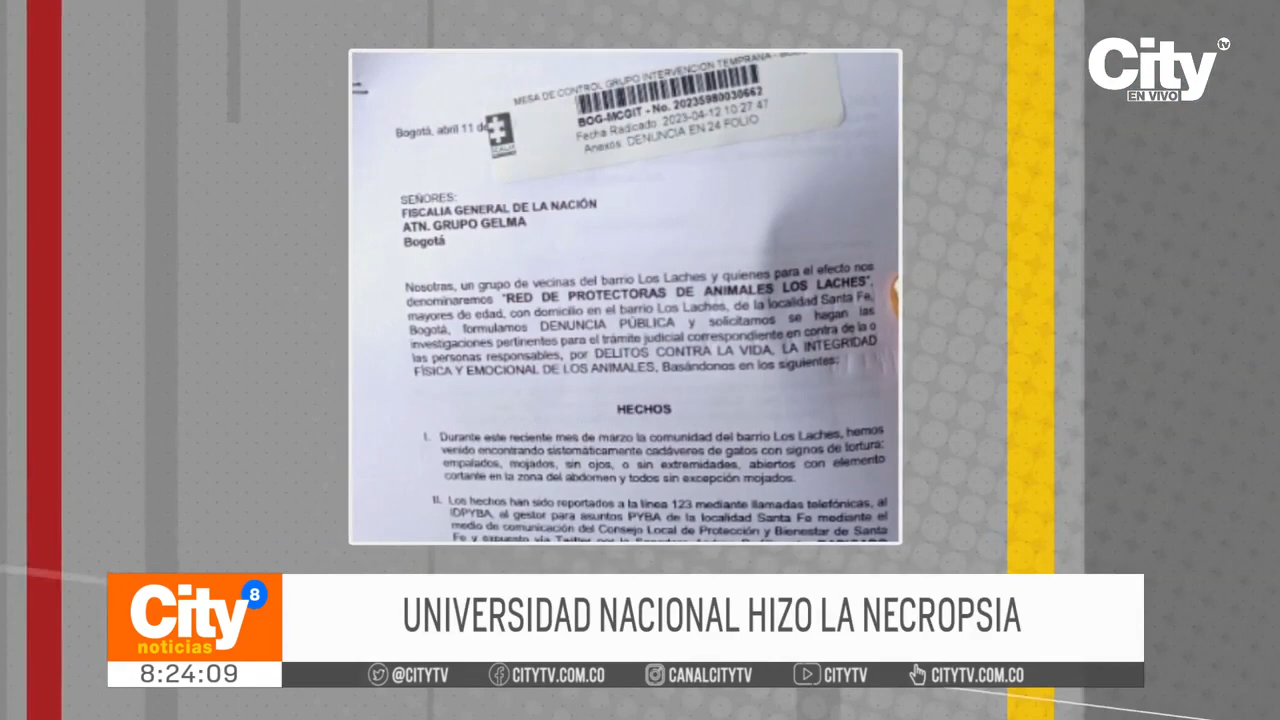 City tv
EN VIVO
MESA DE CONTROL GRUPO INTERVENCION TEMPRANA -
BOG-MCGIT - No. 20235980030662
Fecha Radicado: 2023-04-12 10:27:47
Anexos: DENUNCIA EN 24 FOLIO
Bogotá, abril 11 de
SEÑORES:
FISCALIA GENERAL DE LA NACIÓN
ATN. GRUPO GELMA
Bogotá
Nosotras, un grupo de vecinas del barrio Los Laches y quienes para el efecto nos
denominaremos "RED DE PROTECTORAS DE ANIMALES LOS LACHES",
mayores de edad, con domicilio en el barrio Los Laches, de la localidad Santa Fe,
Bogotá, formulamos DENUNCIA PÚBLICA y solicitamos se hagan las
investigaciones pertinentes para el trámite judicial correspondiente en contra de la o
las personas responsables, por DELITOS CONTRA LA VIDA, LA INTEGRIDAD
FÍSICA Y EMOCIONAL DE LOS ANIMALES, Basándonos en los siguientes:
HECHOS
I. Durante este reciente mes de marzo la comunidad del barrio Los Laches, hemos
venido encontrando sistemáticamente cadáveres de gatos con signos de tortura:
empalados, mojados, sin ojos, o sin extremidades, abiertos con elemento
cortante en la zona del abdomen y todos sin excepción mojados.
II. Los hechos han sido reportados a la línea 123 mediante llamadas telefónicas, al
IDPYBA, al gestor para asuntos PYBA de la localidad Santa Fe mediante el
medio de comunicación del Consejo Local de Protección y Bienestar de Santa
Fe y expuesto vía Twitter por la Senadora
City 8
noticias
UNIVERSIDAD NACIONAL HIZO LA NECROPSIA
8:24:09
@CITYTV CITYTV.COM.CO CANALCITYTV CITYTV CITYTV.COM.CO